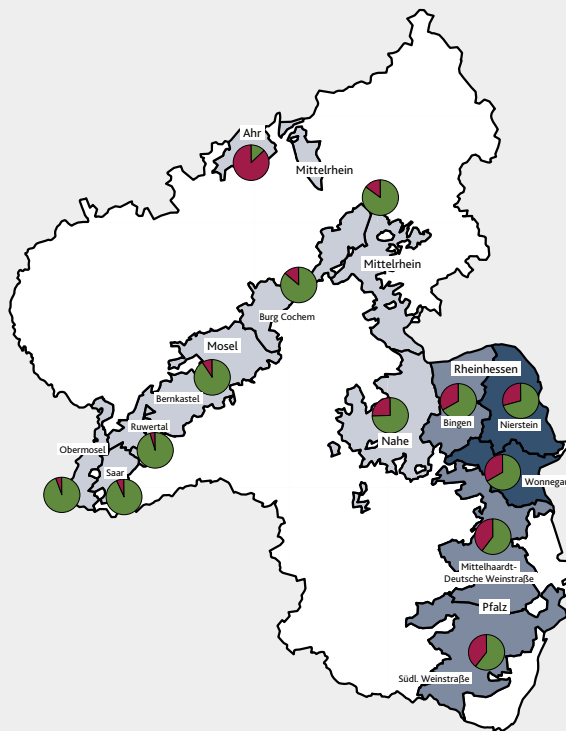 Ahr
Mittelrhein
Mittelrhein
Burg Cochem
Mosel
Rheinhessen
Bernkastel
Bingen
Nierstein
Ruwertal
Nahe
Obermosel
Saar
Wonnegau
Mittelhaardt-
Deutsche Weinstraße
Pfalz
Südl. Weinstraße